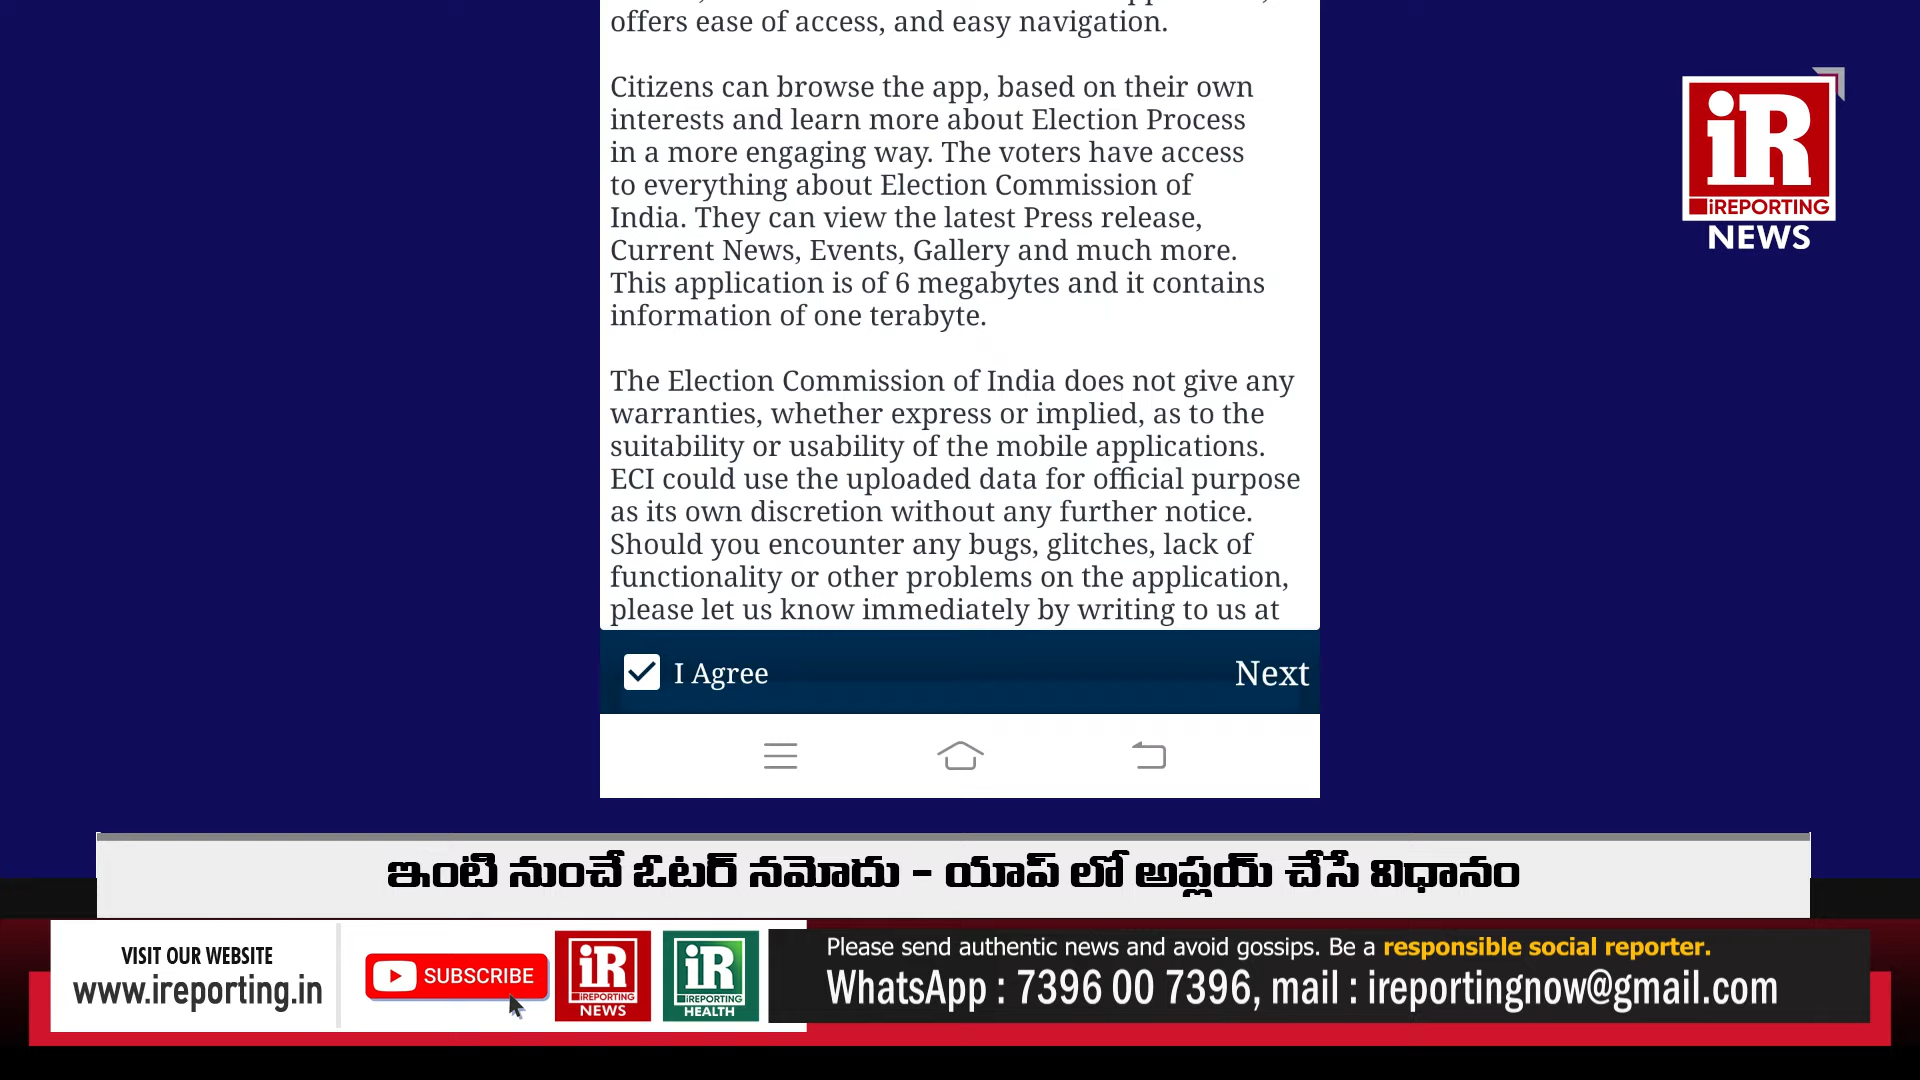 offers ease of access, and easy navigation.
Citizens can browse the app, based on their own
interests and learn more about Election Process
in a more engaging way. The voters have access
to everything about Election Commission of
India. They can view the latest Press release,
Current News, Events, Gallery and much more.
This application is of 6 megabytes and it contains
information of one terabyte.
The Election Commission of India does not give any
warranties, whether express or implied, as to the
suitability or usability of the mobile applications.
ECI could use the uploaded data for official purpose
as its own discretion without any further notice.
Should you encounter any bugs, glitches, lack of
functionality or other problems on the application,
please let us know immediately by writing to us at
I Agree
Next
iR
iREPORTING
NEWS
ఇంటి నుంచే ఓటర్ నమోదు - యాప్ లో అప్లయ్ చేసే విధానం
VISIT OUR WEBSITE
www.ireporting.in
SUBSCRIBE
iR
iREPORTING
NEWS
iR
iREPORTING
HEALTH
Please send authentic news and avoid gossips. Be a responsible social reporter.
WhatsApp : 7396 00 7396, mail : ireportingnow@gmail.com